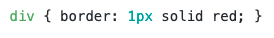 div { border: 1px solid red; }